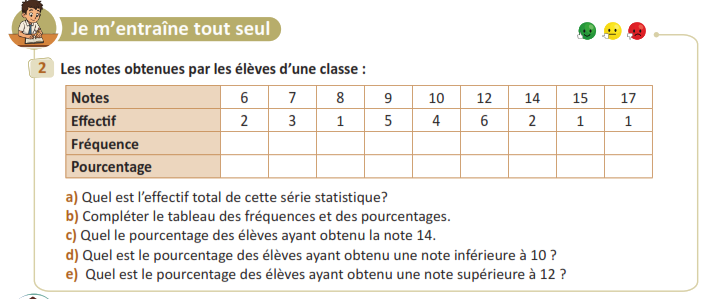 Je m'entraîne tout seul
2 Les notes obtenues par les élèves d'une classe :
Notes 6 7 8 9 10 12 14 15 17
Effectif 2 3 1 5 4 6 2 1 1
Fréquence
Pourcentage
a) Quel est l'effectif total de cette série statistique?
b) Compléter le tableau des fréquences et des pourcentages.
c) Quel le pourcentage des élèves ayant obtenu la note 14.
d) Quel est le pourcentage des élèves ayant obtenu une note inférieure à 10 ?
e) Quel est le pourcentage des élèves ayant obtenu une note supérieure à 12 ?